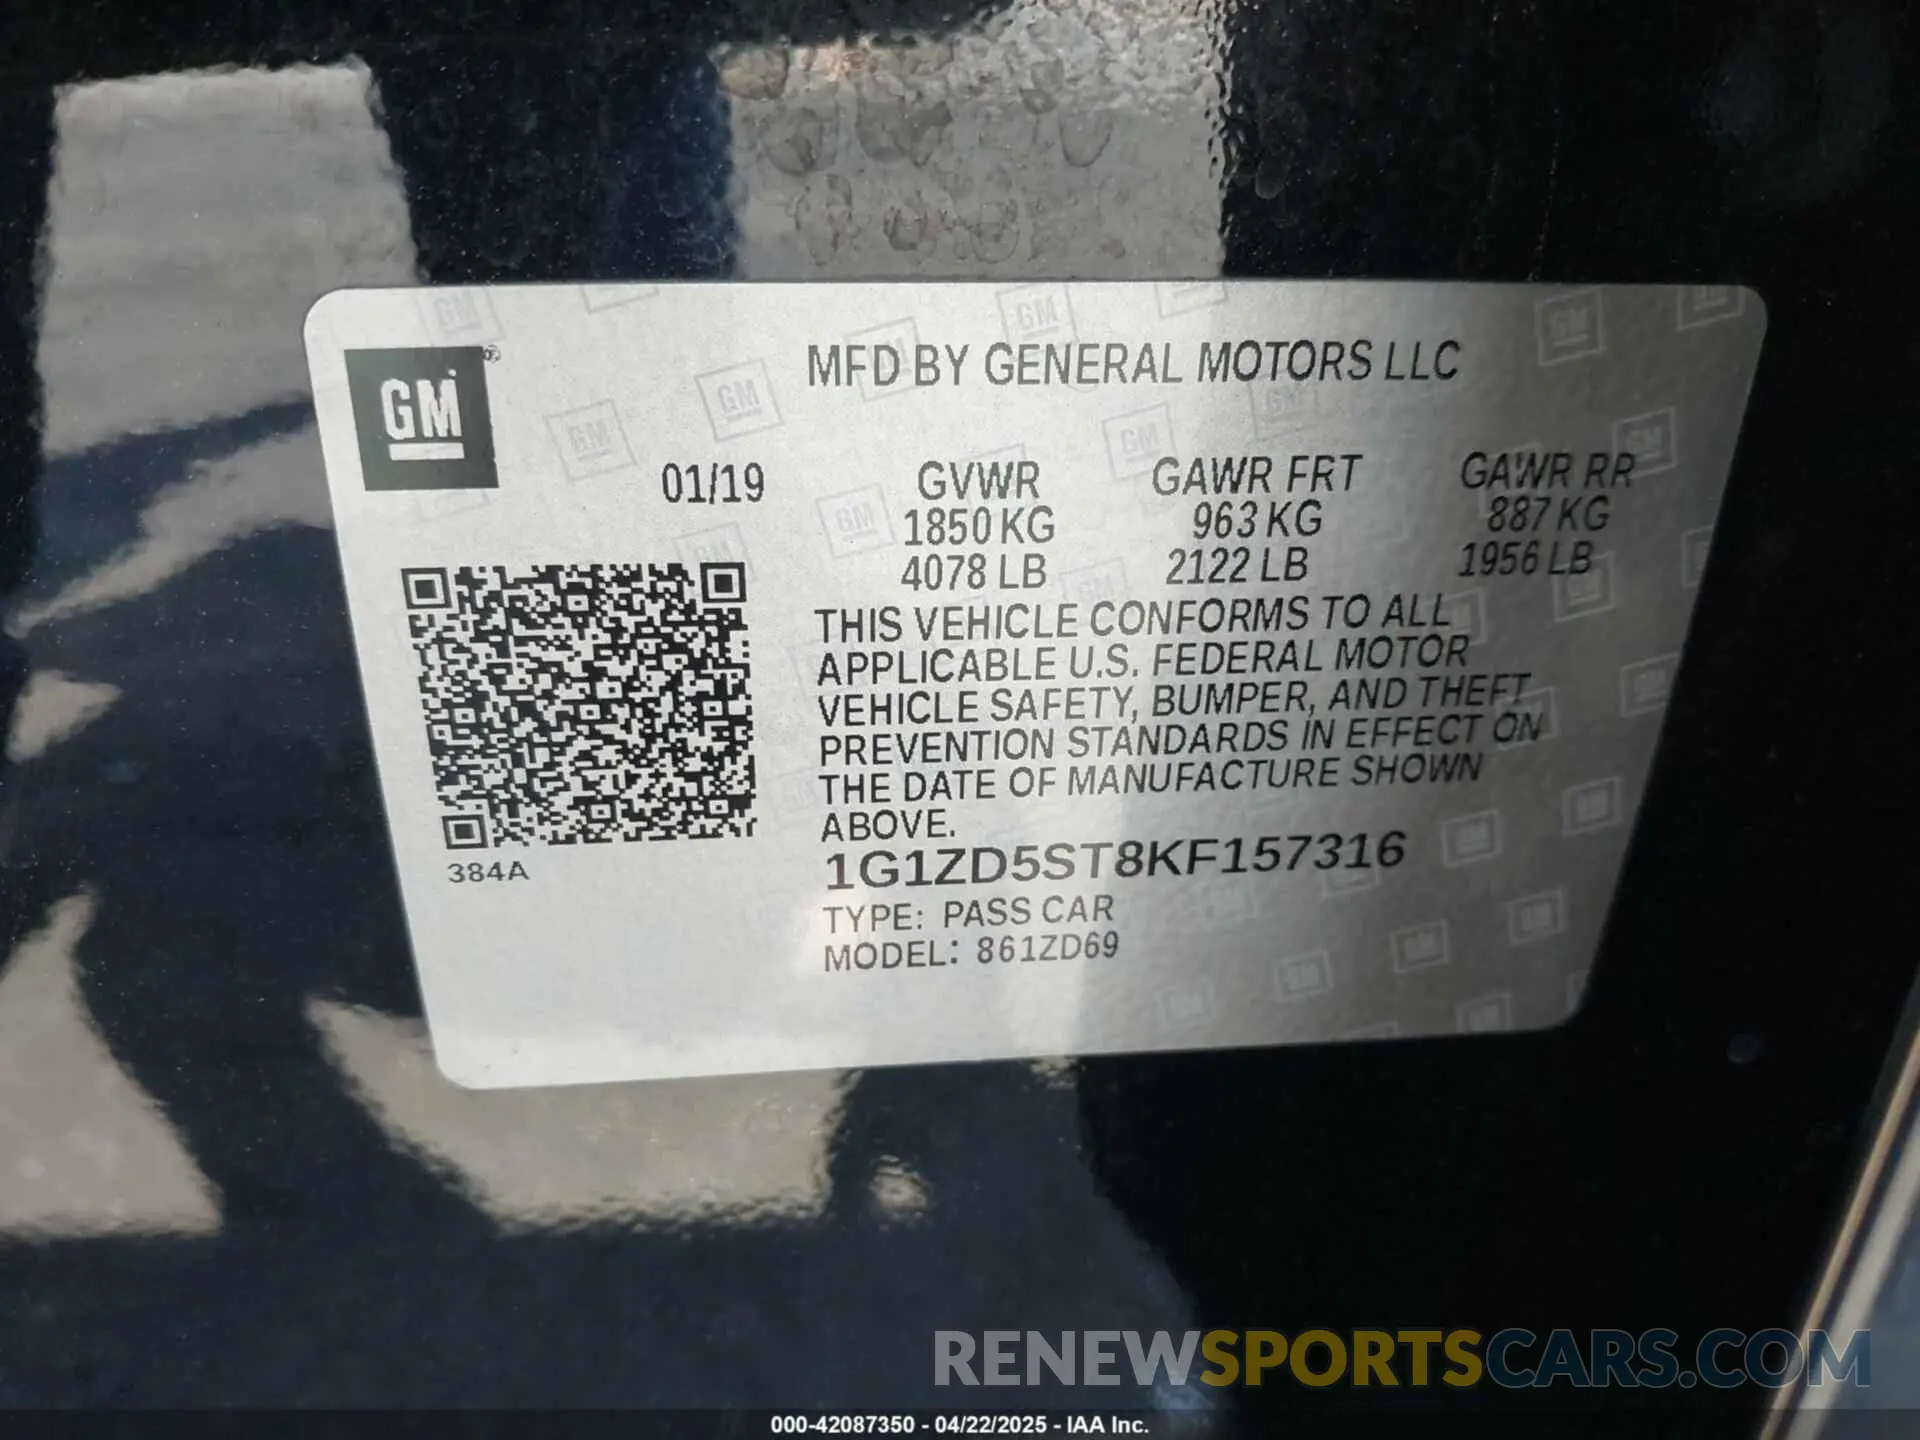 GM
MFD BY GENERAL MOTORS LLC
01/19
GVWR GAWR FRT GAWR RR
1850 KG 963 KG 887 KG
4078 LB 2122 LB 1956 LB
THIS VEHICLE CONFORMS TO ALL
APPLICABLE U.S. FEDERAL MOTOR
VEHICLE SAFETY, BUMPER, AND THEFT
PREVENTION STANDARDS IN EFFECT ON
THE DATE OF MANUFACTURE SHOWN
ABOVE.
384A
1G1ZD5ST8KF157316
TYPE: PASS CAR
MODEL: 861ZD69
RENEWSPORTSCARS.COM
000-42087350 - 04/22/2025 - IAA Inc.